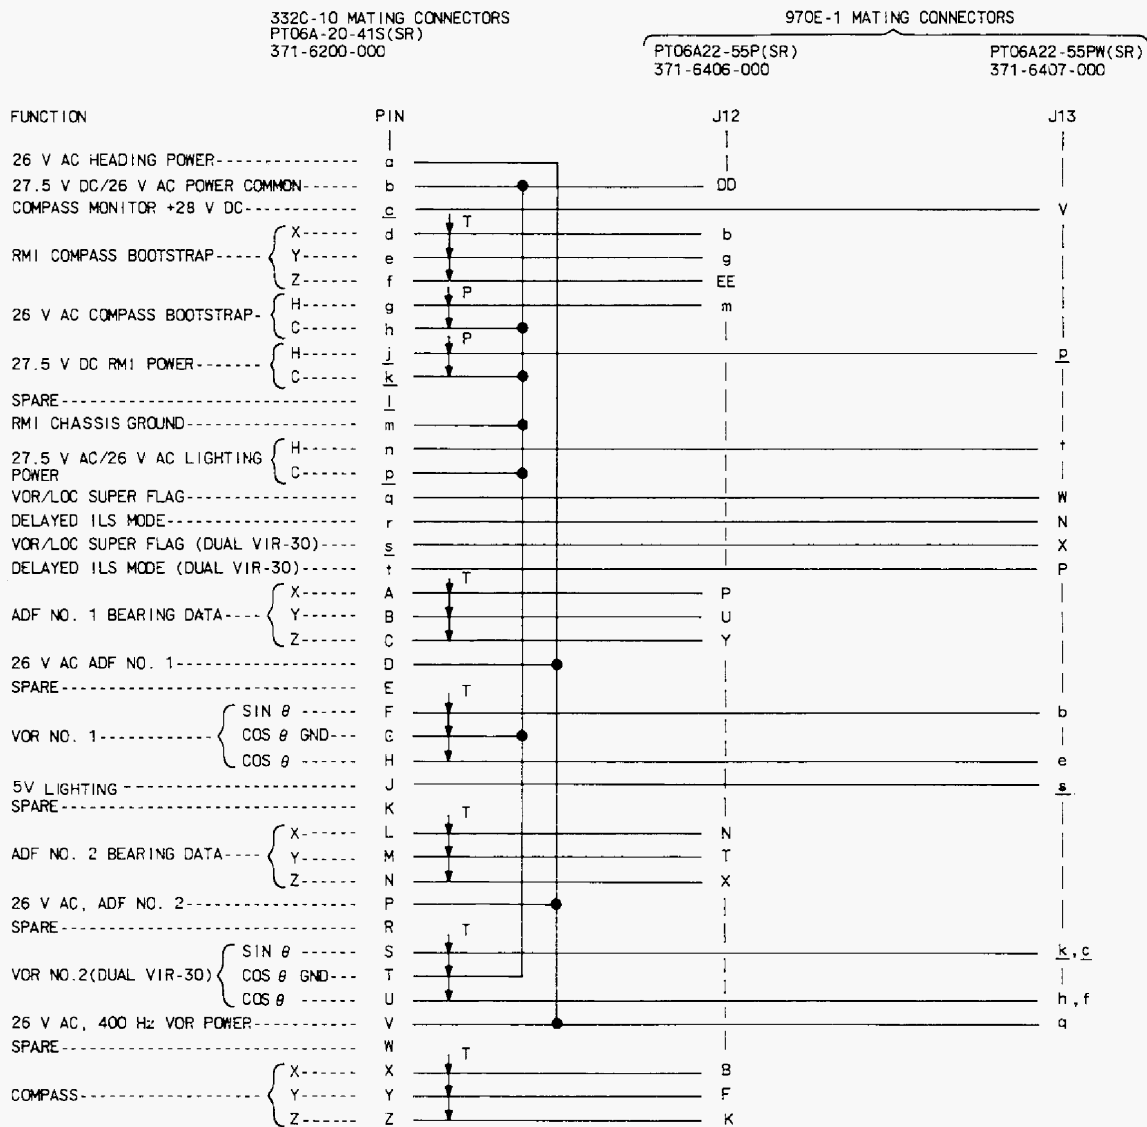 332C-10 MATING CONNECTORS
PT06A-20-41S(SR)
371-6200-000
970E-1 MATING CONNECTORS
PT06A22-55P(SR)
371-6406-000
PT06A22-55PW(SR)
371-6407-000
FUNCTION PIN J12 J13
26 V AC HEADING POWER a
27.5 V DC/26 V AC POWER COMMON b DD
COMPASS MONITOR +28 V DC c V
T
RMI COMPASS BOOTSTRAP
X d b
Y e g
Z f EE
P
26 V AC COMPASS BOOTSTRAP
H g m
C h
P
27.5 V DC RMI POWER
H j p
C k
SPARE l
RMI CHASSIS GROUND m
27.5 V AC/26 V AC LIGHTING
POWER
H n t
C p
VOR/LOC SUPER FLAG q W
DELAYED ILS MODE r N
VOR/LOC SUPER FLAG (DUAL VIR-30) s X
DELAYED ILS MODE (DUAL VIR-30) t P
T
ADF NO. 1 BEARING DATA
X A P
Y B U
Z C Y
26 V AC ADF NO. 1 D
SPARE E
T
VOR NO. 1
SIN θ F b
COS θ GND G
COS θ H e
5V LIGHTING J s
SPARE K
T
ADF NO. 2 BEARING DATA
X L N
Y M T
Z N X
26 V AC, ADF NO. 2 P
SPARE R
T
VOR NO.2(DUAL VIR-30)
SIN θ S k,c
COS θ GND T
COS θ U h,f
26 V AC, 400 Hz VOR POWER V q
SPARE W
T
COMPASS
X X B
Y Y F
Z Z K